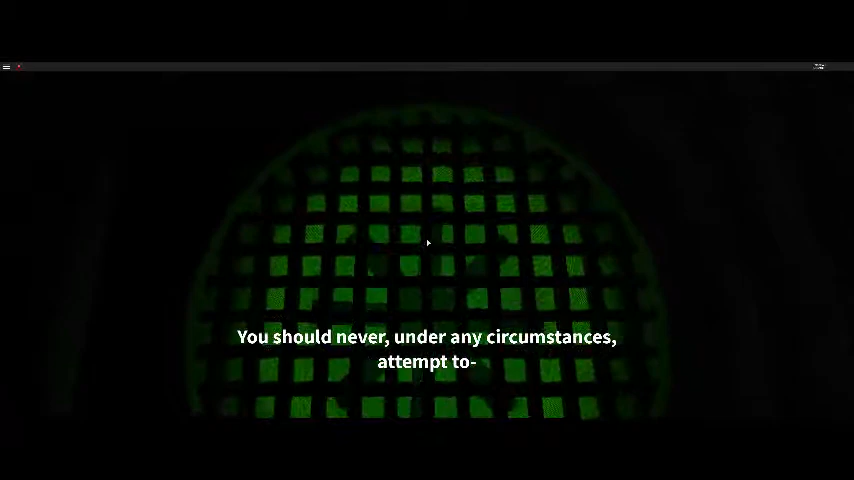 You should never, under any circumstances,
attempt to-